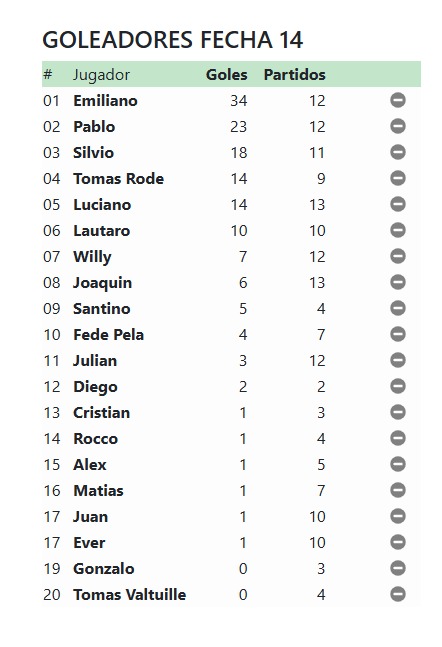 GOLEADORES FECHA 14
# Jugador Goles Partidos
01 Emiliano 34 12
02 Pablo 23 12
03 Silvio 18 11
04 Tomas Rode 14 9
05 Luciano 14 13
06 Lautaro 10 10
07 Willy 7 12
08 Joaquin 6 13
09 Santino 5 4
10 Fede Pela 4 7
11 Julian 3 12
12 Diego 2 2
13 Cristian 1 3
14 Rocco 1 4
15 Alex 1 5
16 Matias 1 7
17 Juan 1 10
17 Ever 1 10
19 Gonzalo 0 3
20 Tomas Valtuille 0 4